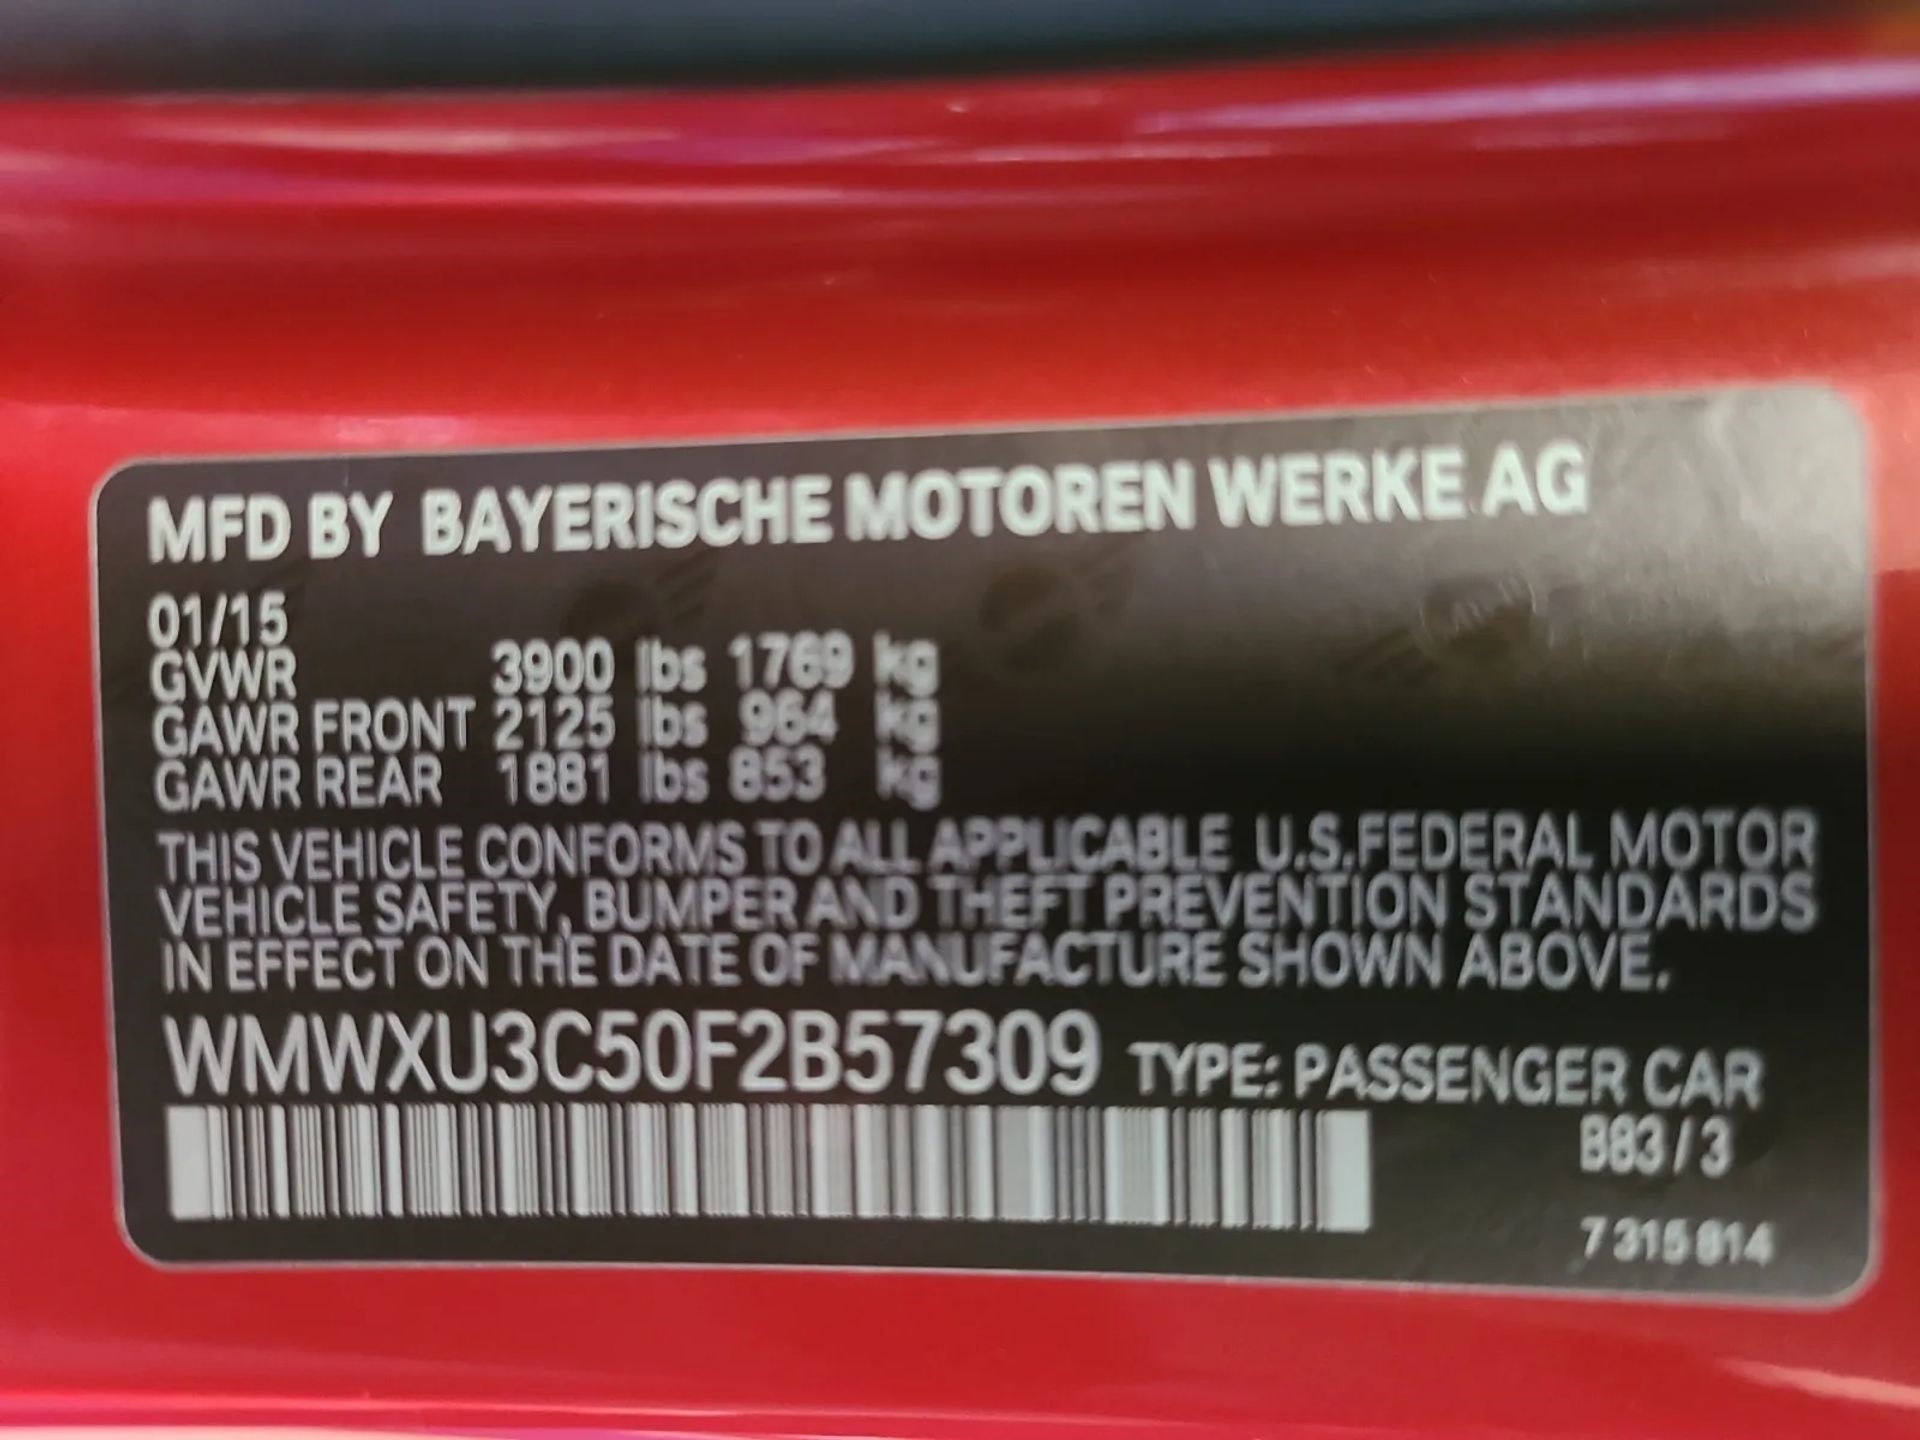 MFD BY BAYERISCHE MOTOREN WERKE AG
01/15
GVWR 3900 lbs 1769 kg
GAWR FRONT 2125 lbs 964 kg
GAWR REAR 1881 lbs 853 kg
THIS VEHICLE CONFORMS TO ALL APPLICABLE U.S.FEDERAL MOTOR
VEHICLE SAFETY, BUMPER AND THEFT PREVENTION STANDARDS
IN EFFECT ON THE DATE OF MANUFACTURE SHOWN ABOVE.
WMWXU3C50F2B57309 TYPE: PASSENGER CAR
B83 / 3
7 315 814